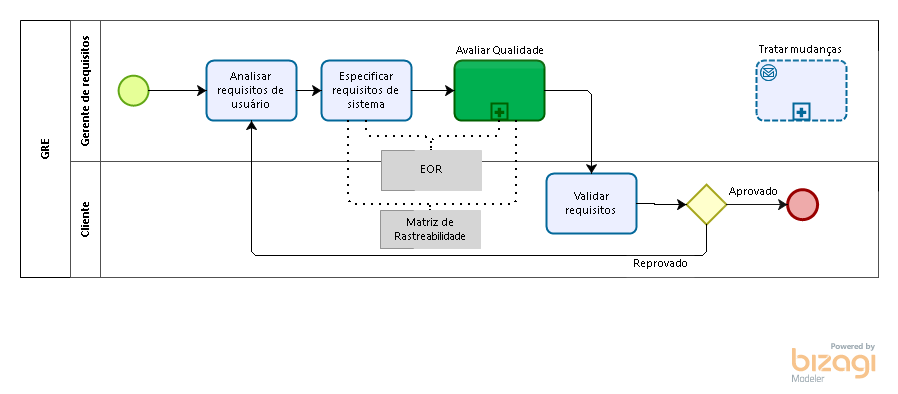 GRE
Gerente de requisitos
Cliente
Analisar
requisitos de
usuário
Especificar
requisitos de
sistema
Avaliar Qualidade
Tratar mudanças
EOR
Matriz de
Rastreabilidade
Validar
requisitos
Aprovado
Reprovado
Powered by
bizagi
Modeler